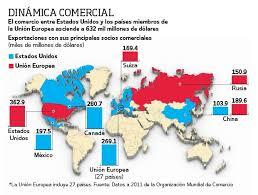 DINÁMICA COMERCIAL
El comercio entre Estados Unidos y los países miembros de
la Unión Europea asciende a 632 mil millones de dólares
Exportaciones con sus principales socios comerciales
(miles de millones de dólares)
Estados Unidos
Unión Europea
169.4
Suiza
150.9
Rusia
362.9
Estados
Unidos
280.7
Canadá
103.9
189.6
China
197.5
México
269.1
Unión Europea
(27 países)
*La Unión Europea incluye 27 países. Fuente: Datos a 2011 de la Organización Mundial de Comercio